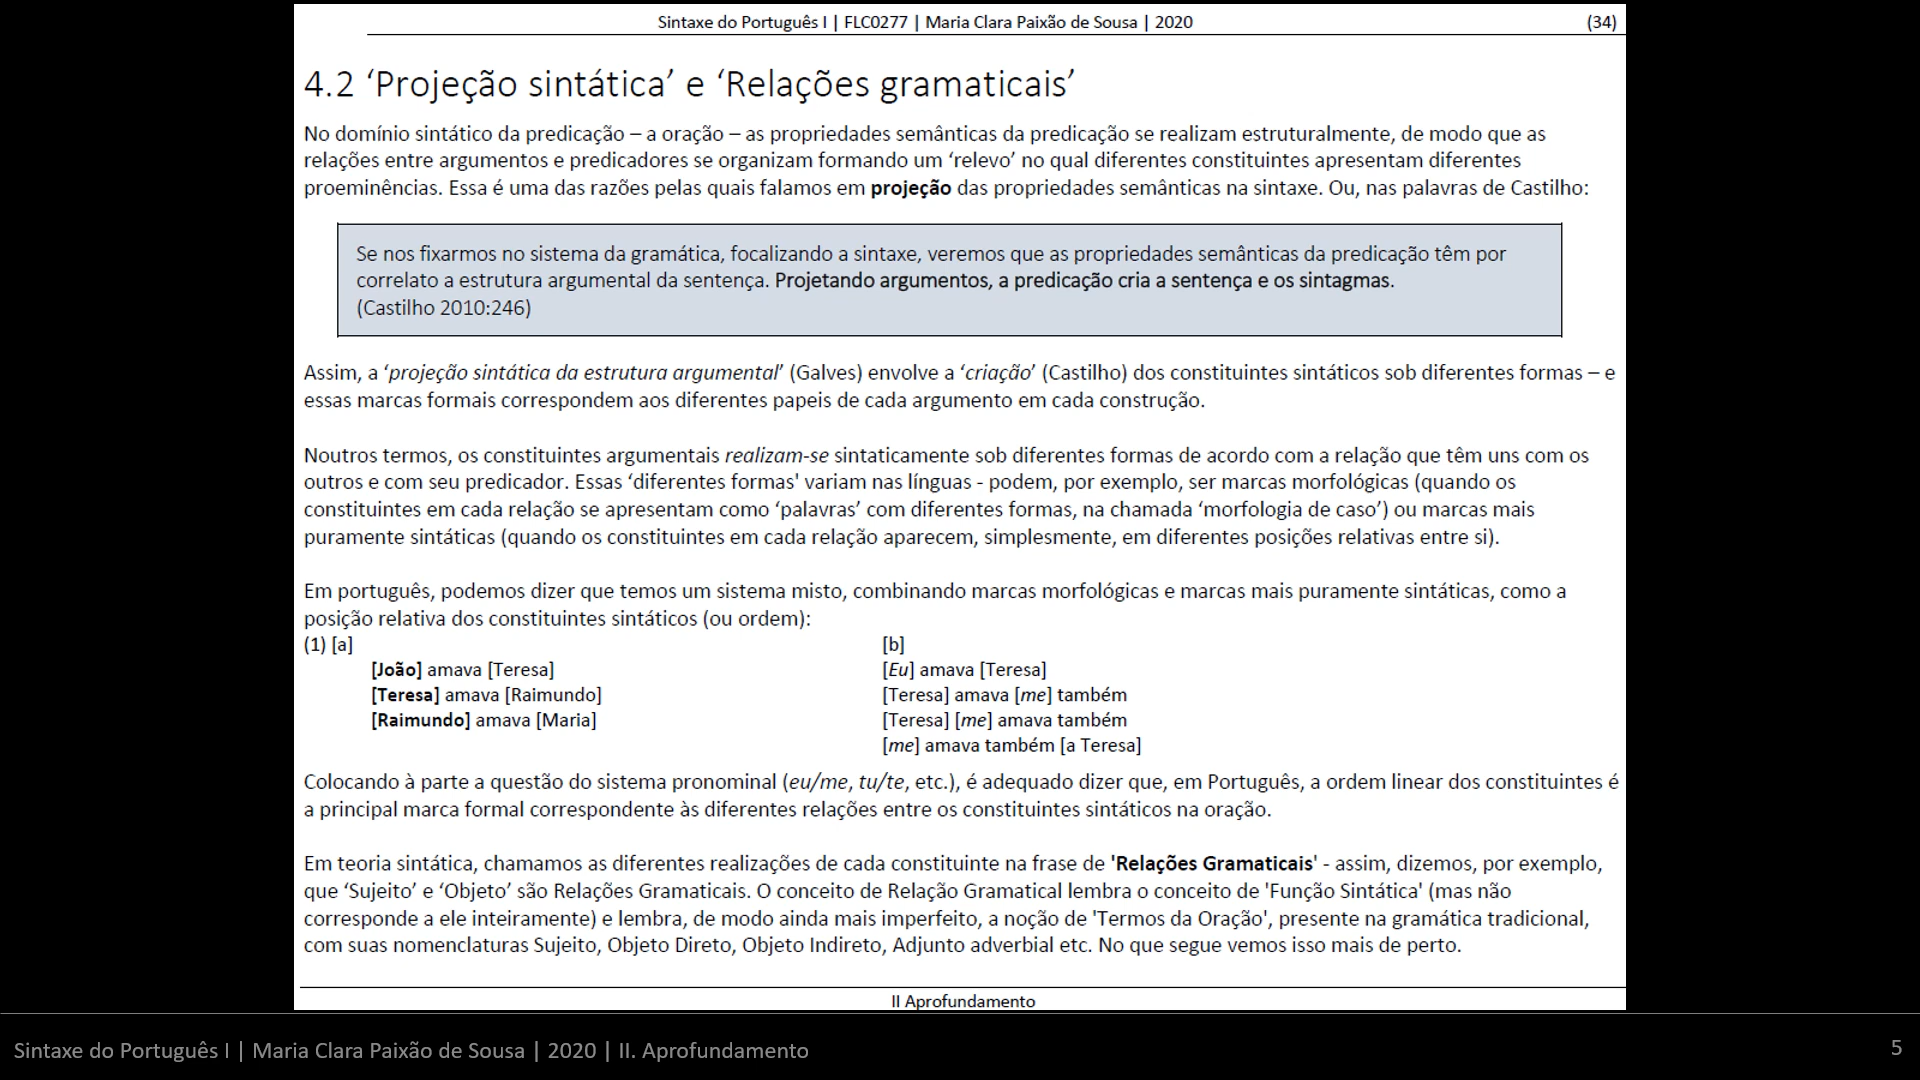 Sintaxe do Português I | FLC0277 | Maria Clara Paixão de Sousa | 2020 (34)
4.2 ‘Projeção sintática’ e ‘Relações gramaticais’
No domínio sintático da predicação – a oração – as propriedades semânticas da predicação se realizam estruturalmente, de modo que as
relações entre argumentos e predicadores se organizam formando um ‘relevo’ no qual diferentes constituintes apresentam diferentes
proeminências. Essa é uma das razões pelas quais falamos em projeção das propriedades semânticas na sintaxe. Ou, nas palavras de Castilho:
Se nos fixarmos no sistema da gramática, focalizando a sintaxe, veremos que as propriedades semânticas da predicação têm por
correlato a estrutura argumental da sentença. Projetando argumentos, a predicação cria a sentença e os sintagmas.
(Castilho 2010:246)
Assim, a ‘projeção sintática da estrutura argumental’ (Galves) envolve a ‘criação’ (Castilho) dos constituintes sintáticos sob diferentes formas – e
essas marcas formais correspondem aos diferentes papeis de cada argumento em cada construção.
Noutros termos, os constituintes argumentais realizam-se sintaticamente sob diferentes formas de acordo com a relação que têm uns com os
outros e com seu predicador. Essas ‘diferentes formas' variam nas línguas - podem, por exemplo, ser marcas morfológicas (quando os
constituintes em cada relação se apresentam como ‘palavras’ com diferentes formas, na chamada ‘morfologia de caso’) ou marcas mais
puramente sintáticas (quando os constituintes em cada relação aparecem, simplesmente, em diferentes posições relativas entre si).
Em português, podemos dizer que temos um sistema misto, combinando marcas morfológicas e marcas mais puramente sintáticas, como a
posição relativa dos constituintes sintáticos (ou ordem):
(1) [a]
[João] amava [Teresa]
[Teresa] amava [Raimundo]
[Raimundo] amava [Maria]
[b]
[Eu] amava [Teresa]
[Teresa] amava [me] também
[Teresa] [me] amava também
[me] amava também [a Teresa]
Colocando à parte a questão do sistema pronominal (eu/me, tu/te, etc.), é adequado dizer que, em Português, a ordem linear dos constituintes é
a principal marca formal correspondente às diferentes relações entre os constituintes sintáticos na oração.
Em teoria sintática, chamamos as diferentes realizações de cada constituinte na frase de 'Relações Gramaticais' - assim, dizemos, por exemplo,
que ‘Sujeito’ e ‘Objeto’ são Relações Gramaticais. O conceito de Relação Gramatical lembra o conceito de 'Função Sintática' (mas não
corresponde a ele inteiramente) e lembra, de modo ainda mais imperfeito, a noção de 'Termos da Oração', presente na gramática tradicional,
com suas nomenclaturas Sujeito, Objeto Direto, Objeto Indireto, Adjunto adverbial etc. No que segue vemos isso mais de perto.
II Aprofundamento
Sintaxe do Português I | Maria Clara Paixão de Sousa | 2020 | II. Aprofundamento 5